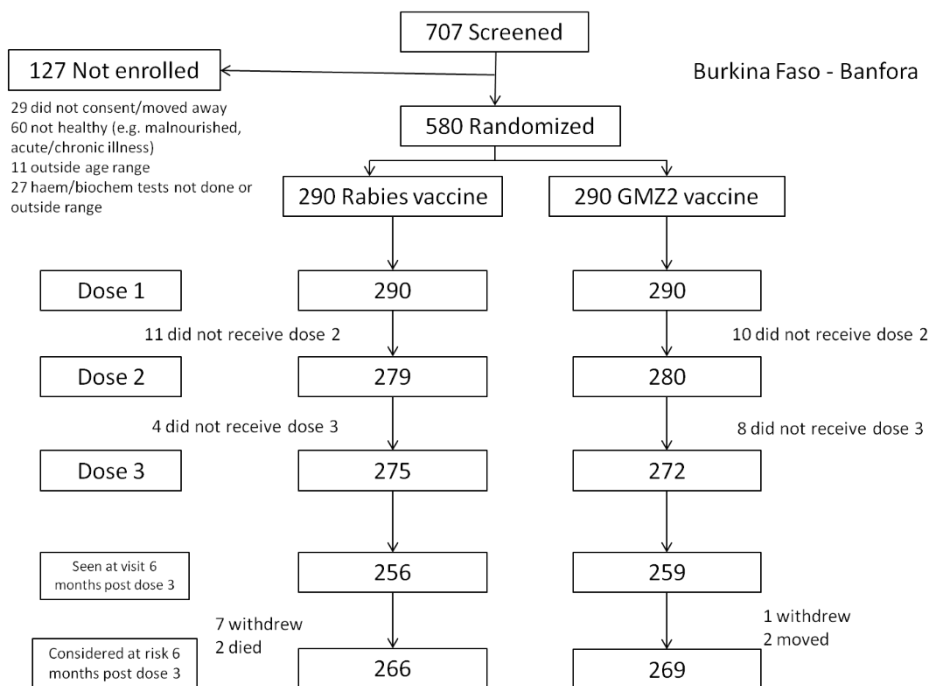 707 Screened
127 Not enrolled
Burkina Faso - Banfora
29 did not consent/moved away
60 not healthy (e.g. malnourished,
acute/chronic illness)
11 outside age range
27 haem/biochem tests not done or
outside range
580 Randomized
290 Rabies vaccine
290 GMZ2 vaccine
Dose 1
290
290
11 did not receive dose 2
10 did not receive dose 2
Dose 2
279
280
4 did not receive dose 3
8 did not receive dose 3
Dose 3
275
272
Seen at visit 6
months post dose 3
256
259
7 withdrew
2 died
1 withdrew
2 moved
Considered at risk 6
months post dose 3
266
269